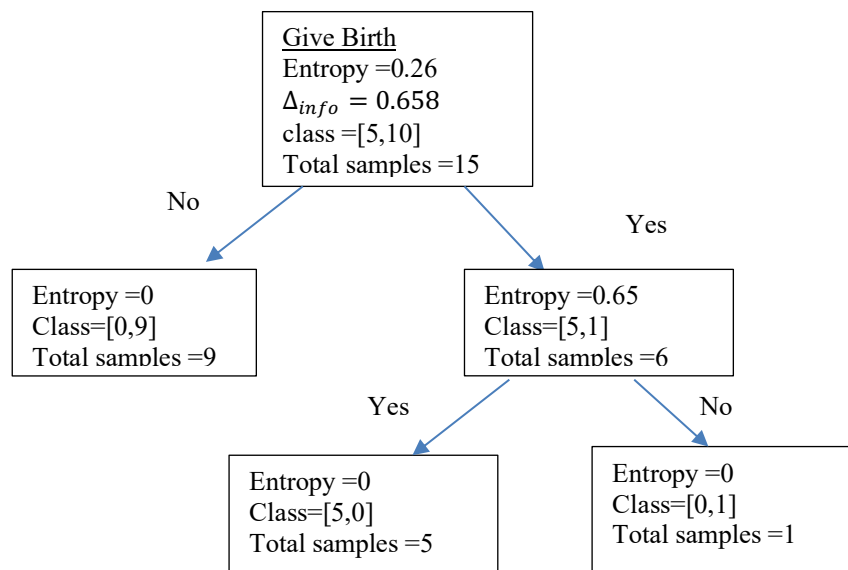 Give Birth
Entropy =0.26
Δinfo = 0.658
class =[5,10]
Total samples =15
No
Yes
Entropy =0
Class=[0,9]
Total samples =9
Entropy =0.65
Class=[5,1]
Total samples =6
Yes
No
Entropy =0
Class=[5,0]
Total samples =5
Entropy =0
Class=[0,1]
Total samples =1